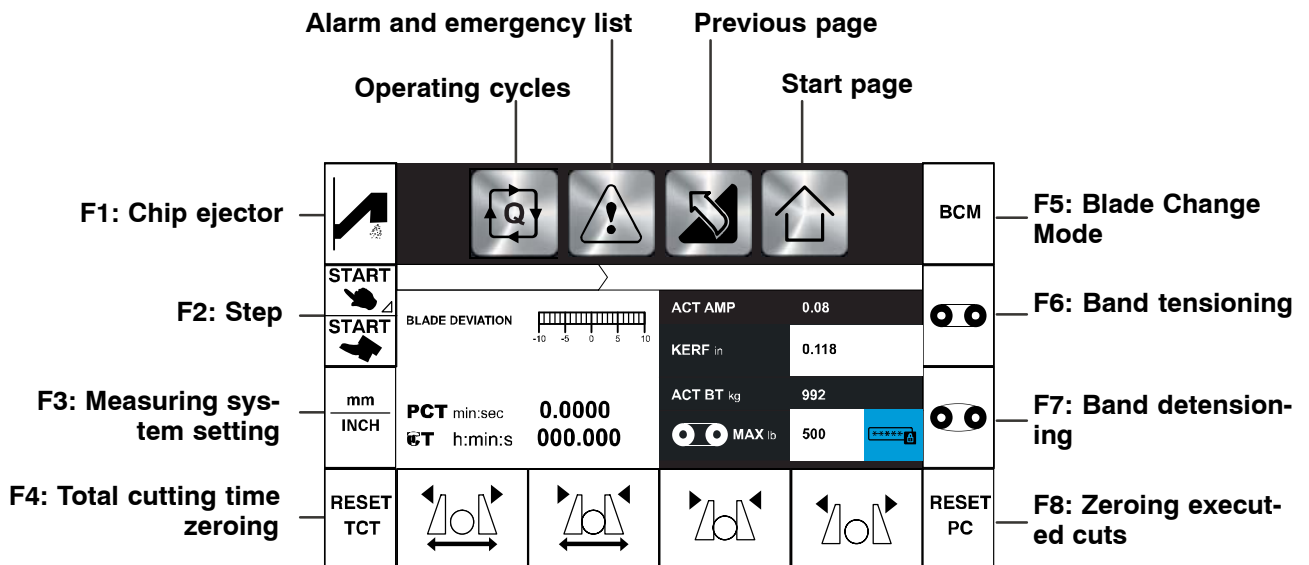 Alarm and emergency list
Previous page
Operating cycles
Start page
F1: Chip ejector
Q
BCM
F5: Blade Change
Mode
F2: Step
START
START
BLADE DEVIATION
-10 -5 0 5 10
ACT AMP 0.08
KERF in 0.118
F6: Band tensioning
F3: Measuring sys-
tem setting
mm
INCH
PCT min:sec 0.0000
h:min:s 000.000
ACT BT kg 992
MAX lb 500 *****
F7: Band detension-
ing
F4: Total cutting time
zeroing
RESET
TCT
RESET
PC
F8: Zeroing execut-
ed cuts